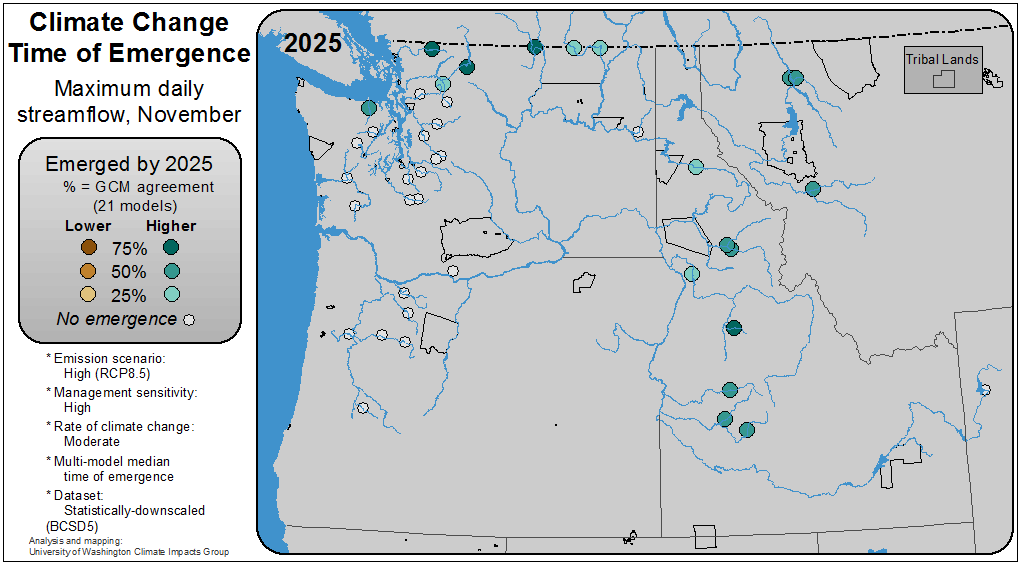 Climate Change
Time of Emergence
Maximum daily
streamflow, November
Emerged by 2025
% = GCM agreement
(21 models)
Lower Higher
75%
50%
25%
No emergence
* Emission scenario:
High (RCP8.5)
* Management sensitivity:
High
* Rate of climate change:
Moderate
* Multi-model median
time of emergence
* Dataset:
Statistically-downscaled
(BCSD5)
Analysis and mapping:
University of Washington Climate Impacts Group
2025
Tribal Lands